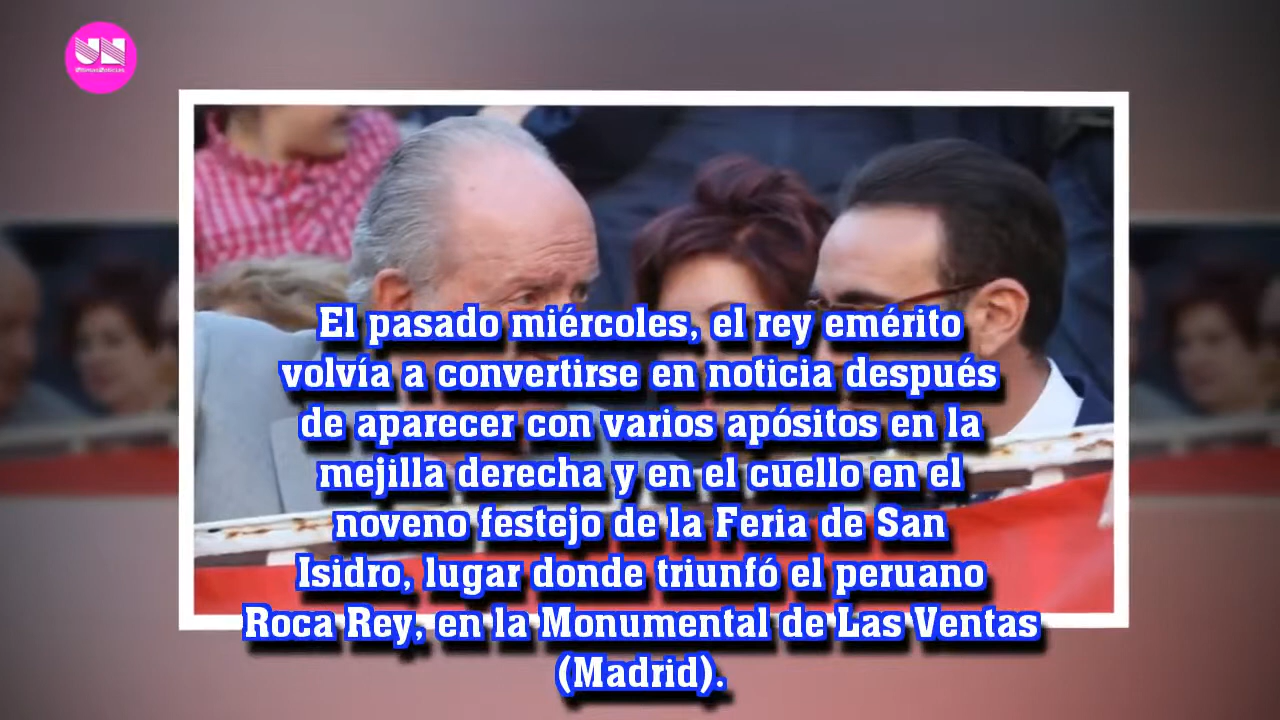 UN
El pasado miércoles, el rey emérito
volvía a convertirse en noticia después
de aparecer con varios apósitos en la
mejilla derecha y en el cuello en el
noveno festejo de la Feria de San
Isidro, lugar donde triunfó el peruano
Roca Rey, en la Monumental de Las Ventas
(Madrid).